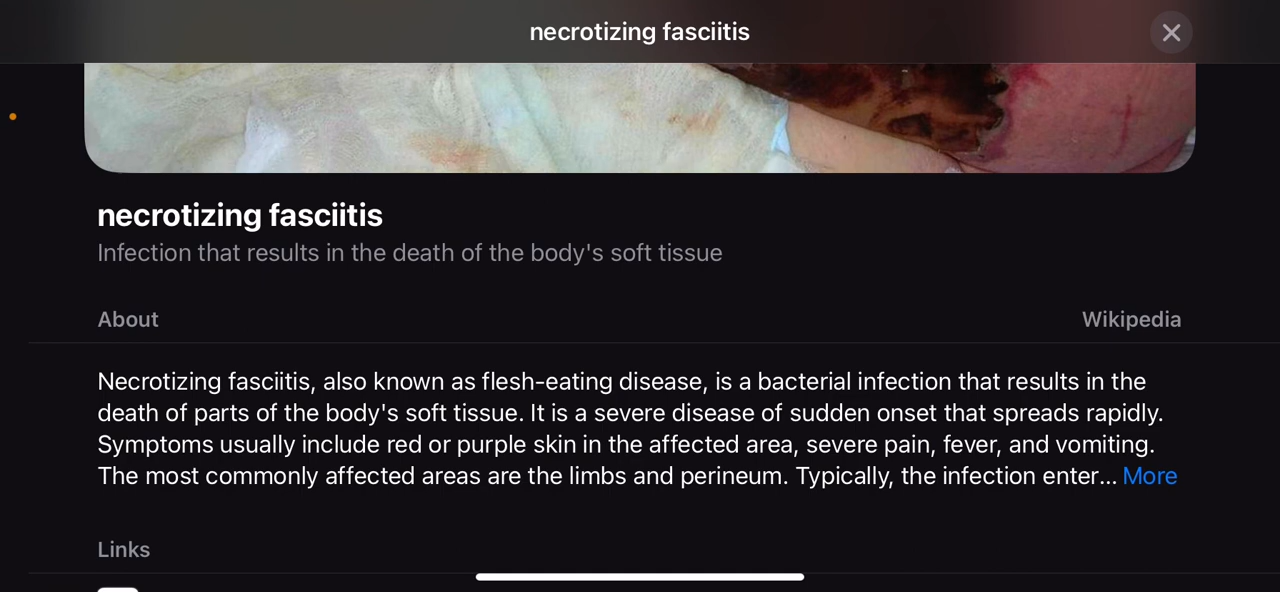 necrotizing fasciitis
necrotizing fasciitis
Infection that results in the death of the body's soft tissue
About
Wikipedia
Necrotizing fasciitis, also known as flesh-eating disease, is a bacterial infection that results in the
death of parts of the body's soft tissue. It is a severe disease of sudden onset that spreads rapidly.
Symptoms usually include red or purple skin in the affected area, severe pain, fever, and vomiting.
The most commonly affected areas are the limbs and perineum. Typically, the infection enter... More
Links